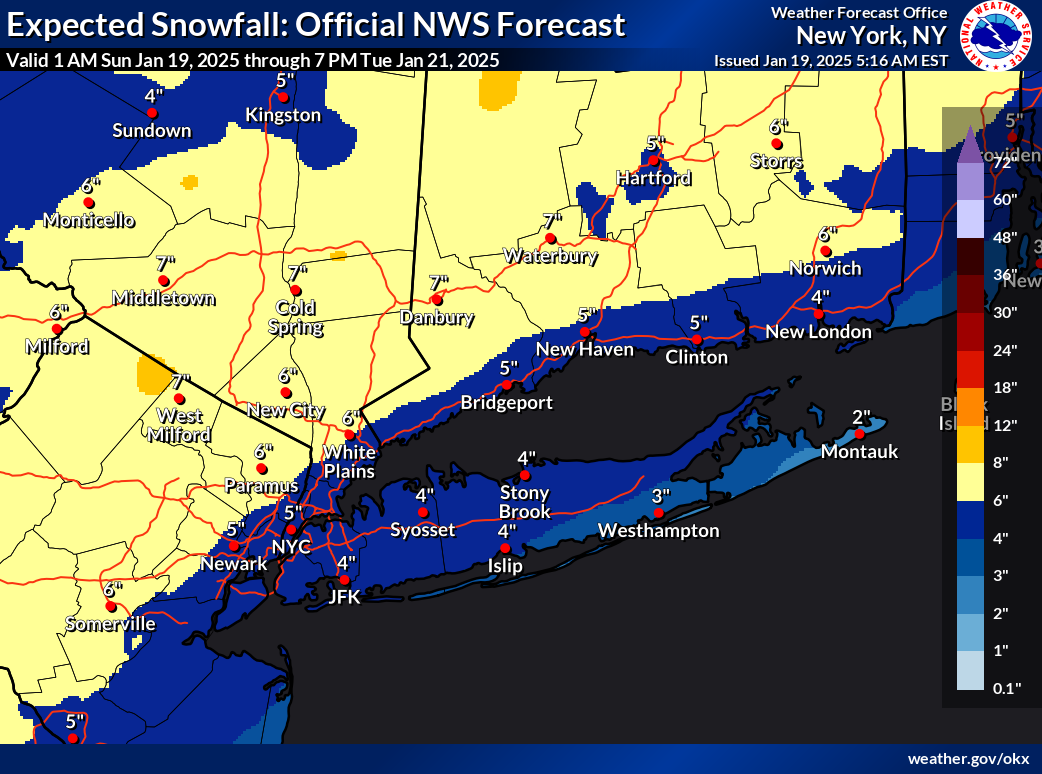 Expected Snowfall: Official NWS Forecast
Valid 1 AM Sun Jan 19, 2025 through 7 PM Tue Jan 21, 2025
Weather Forecast Office
New York, NY
Issued Jan 19, 2025 5:16 AM EST
NATIONAL WEATHER SERVICE
5"
Kingston
4"
Sundown
5"
6"
Storrs
5"
Hartford
6"
Monticello
7"
Waterbury
6"
Norwich
3"
New
7"
Middletown
7"
Cold
Spring
7"
Danbury
4"
New London
6"
Milford
5"
New Haven
5"
Clinton
5"
Bridgeport
7"
West
Milford
6"
New City
6"
White
Plains
2"
Montauk
6"
Paramus
4"
Stony
Brook
4"
Syosset
3"
Westhampton
5"
NYC
5"
Newark
4"
Islip
4"
JFK
6"
Somerville
5"
72"
60"
48"
36"
30"
24"
18"
12"
8"
6"
4"
3"
2"
1"
0.1"
weather.gov/okx